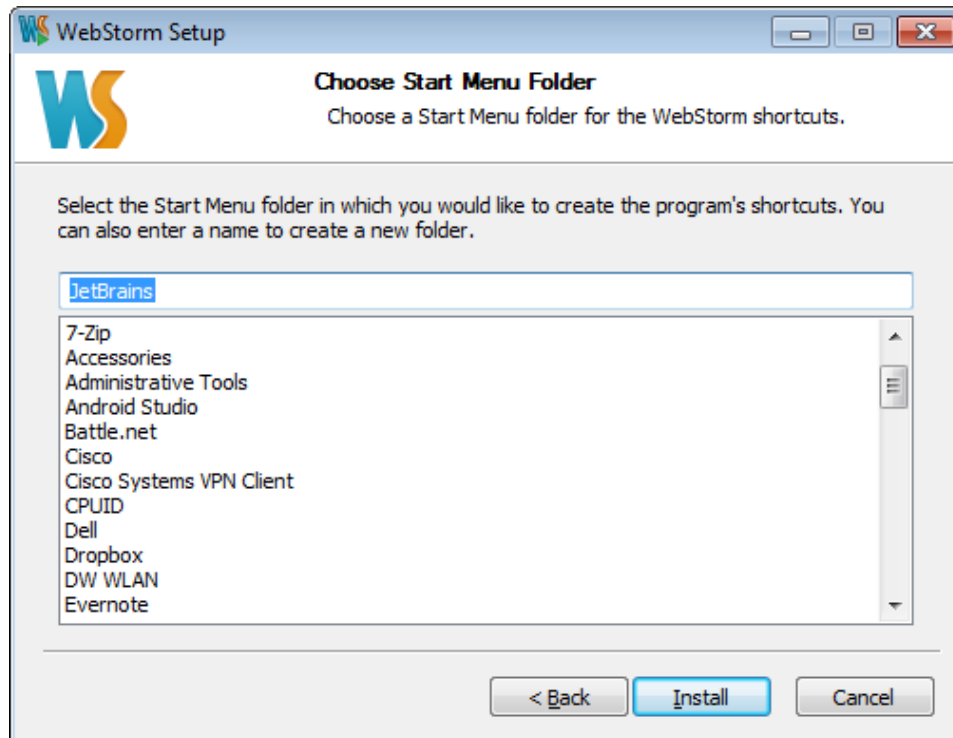 WS WebStorm Setup
WS
Choose Start Menu Folder
Choose a Start Menu folder for the WebStorm shortcuts.
Select the Start Menu folder in which you would like to create the program's shortcuts. You
can also enter a name to create a new folder.
JetBrains
7-Zip
Accessories
Administrative Tools
Android Studio
Battle.net
Cisco
Cisco Systems VPN Client
CPUID
Dell
Dropbox
DW WLAN
Evernote
< Back Install Cancel